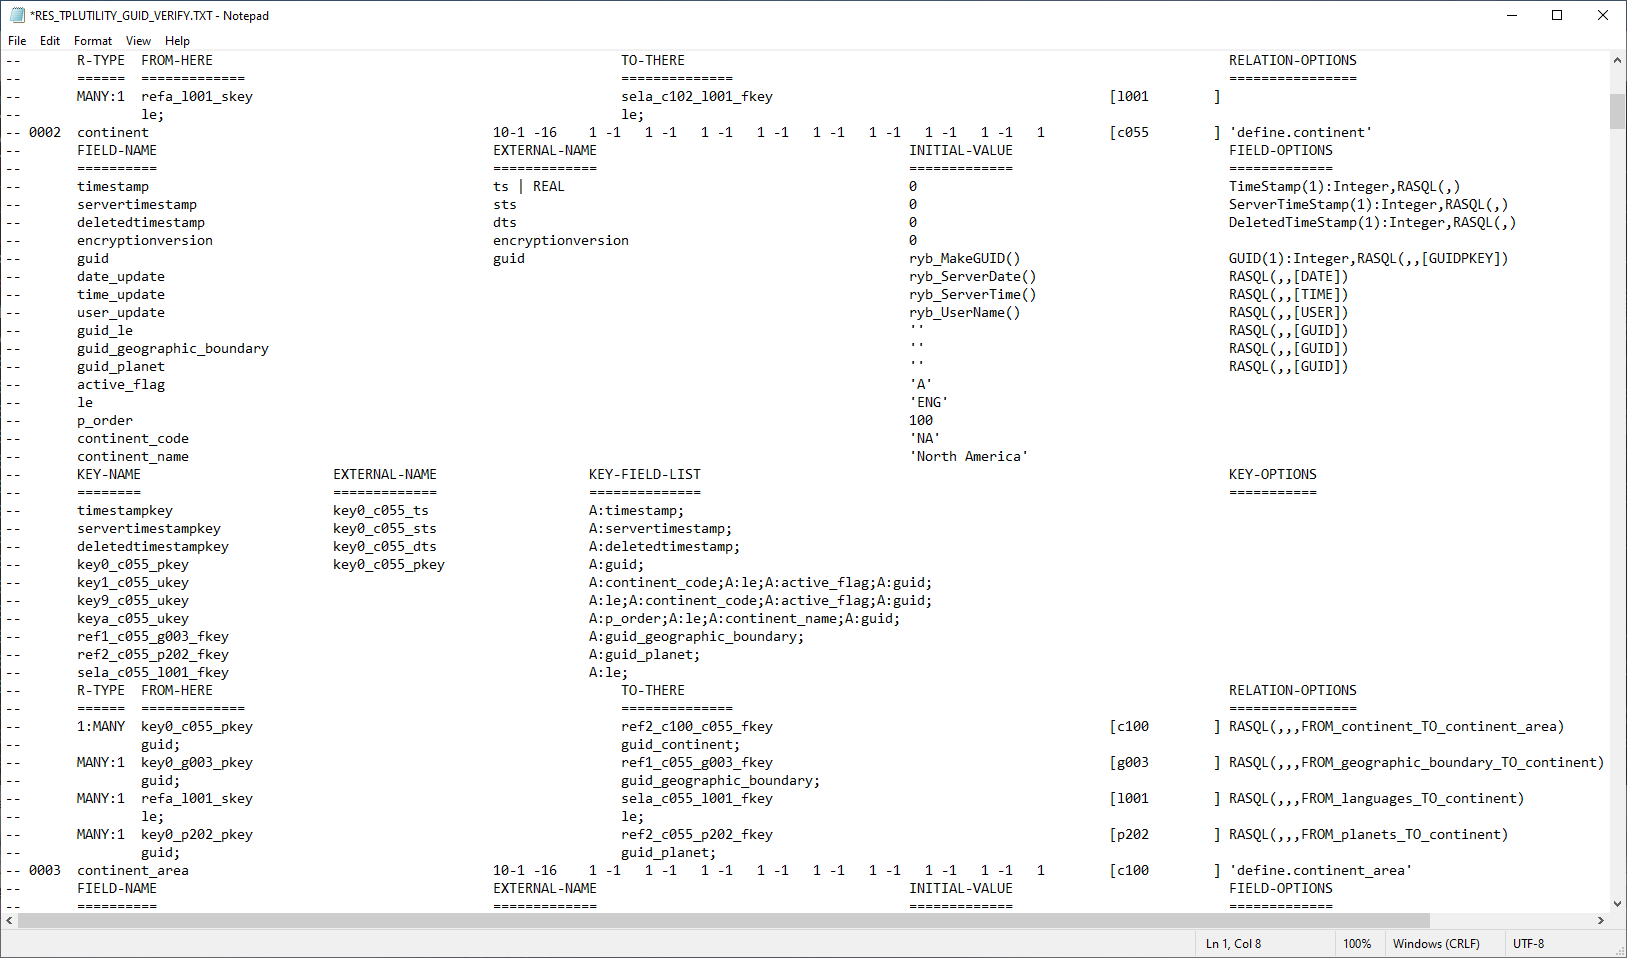 *RES_TPLUTILITY_GUID_VERIFY.TXT - Notepad
File Edit Format View Help
-- R-TYPE FROM-HERE TO-THERE RELATION-OPTIONS
-- ====== ============= ============== ================
-- MANY:1 refa_l001_skey sela_c102_l001_fkey [l001 ]
-- le; le;
-- 0002 continent 10-1 -16 1 -1 1 -1 1 -1 1 -1 1 -1 1 -1 1 -1 1 -1 1 [c055 ] 'define.continent'
-- FIELD-NAME EXTERNAL-NAME INITIAL-VALUE FIELD-OPTIONS
-- ========== ============= ============= =============
-- timestamp ts | REAL 0 TimeStamp(1):Integer,RASQL(,)
-- servertimestamp sts 0 ServerTimeStamp(1):Integer,RASQL(,)
-- deletedtimestamp dts 0 DeletedTimeStamp(1):Integer,RASQL(,)
-- encryptionversion encryptionversion 0
-- guid guid ryb_MakeGUID() GUID(1):Integer,RASQL(,,[GUIDPKEY])
-- date_update ryb_ServerDate() RASQL(,,[DATE])
-- time_update ryb_ServerTime() RASQL(,,[TIME])
-- user_update ryb_UserName() RASQL(,,[USER])
-- guid_le '' RASQL(,,[GUID])
-- guid_geographic_boundary '' RASQL(,,[GUID])
-- guid_planet '' RASQL(,,[GUID])
-- active_flag 'A'
-- le 'ENG'
-- p_order 100
-- continent_code 'NA'
-- continent_name 'North America'
-- KEY-NAME EXTERNAL-NAME KEY-FIELD-LIST KEY-OPTIONS
-- ======== ============= ============== ===========
-- timestampkey key0_c055_ts A:timestamp;
-- servertimestampkey key0_c055_sts A:servertimestamp;
-- deletedtimestampkey key0_c055_dts A:deletedtimestamp;
-- key0_c055_pkey key0_c055_pkey A:guid;
-- key1_c055_ukey A:continent_code;A:le;A:active_flag;A:guid;
-- key9_c055_ukey A:le;A:continent_code;A:active_flag;A:guid;
-- keya_c055_ukey A:p_order;A:le;A:continent_name;A:guid;
-- ref1_c055_g003_fkey A:guid_geographic_boundary;
-- ref2_c055_p202_fkey A:guid_planet;
-- sela_c055_l001_fkey A:le;
-- R-TYPE FROM-HERE TO-THERE RELATION-OPTIONS
-- ====== ============= ============== ================
-- 1:MANY key0_c055_pkey ref2_c100_c055_fkey [c100 ] RASQL(,,,FROM_continent_TO_continent_area)
-- guid; guid_continent;
-- MANY:1 key0_g003_pkey ref1_c055_g003_fkey [g003 ] RASQL(,,,FROM_geographic_boundary_TO_continent)
-- guid; guid_geographic_boundary;
-- MANY:1 refa_l001_skey sela_c055_l001_fkey [l001 ] RASQL(,,,FROM_languages_TO_continent)
-- le; le;
-- MANY:1 key0_p202_pkey ref2_c055_p202_fkey [p202 ] RASQL(,,,FROM_planets_TO_continent)
-- guid; guid_planet;
-- 0003 continent_area 10-1 -16 1 -1 1 -1 1 -1 1 -1 1 -1 1 -1 1 -1 1 -1 1 [c100 ] 'define.continent_area'
-- FIELD-NAME EXTERNAL-NAME INITIAL-VALUE FIELD-OPTIONS
-- ========== ============= ============= =============
Ln 1, Col 8 100% Windows (CRLF) UTF-8